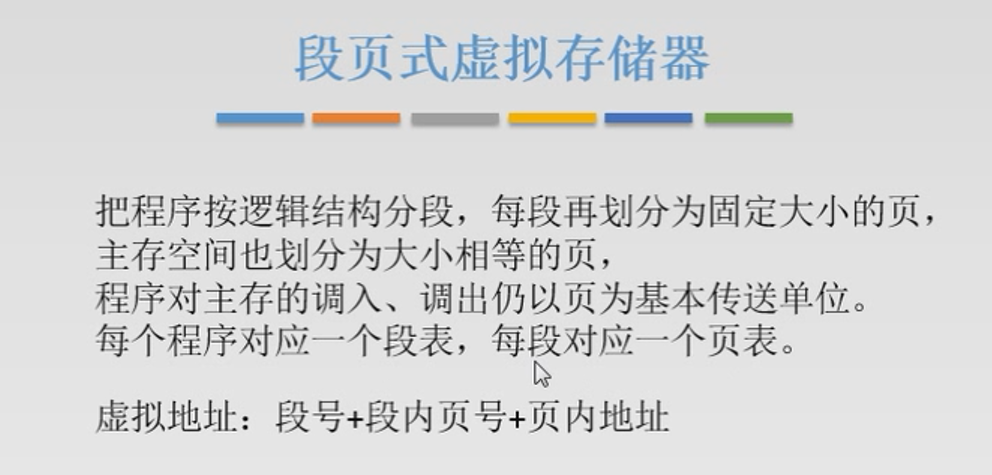 段页式虚拟存储器
把程序按逻辑结构分段，每段再划分为固定大小的页，
主存空间也划分为大小相等的页，
程序对主存的调入、调出仍以页为基本传送单位。
每个程序对应一个段表，每段对应一个页表。
虚拟地址：段号+段内页号+页内地址